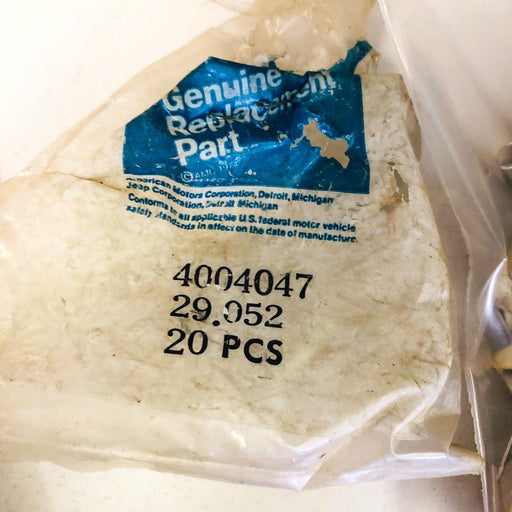 Genuine
Replacement
Part
© AMC
American Motors Corporation, Detroit, Michigan
Jeep Corporation, Detroit Michigan
Conforms to all applicable U.S. federal motor vehicle
safety standards in effect on the date of manufacture.
4004047
29.052
20 PCS